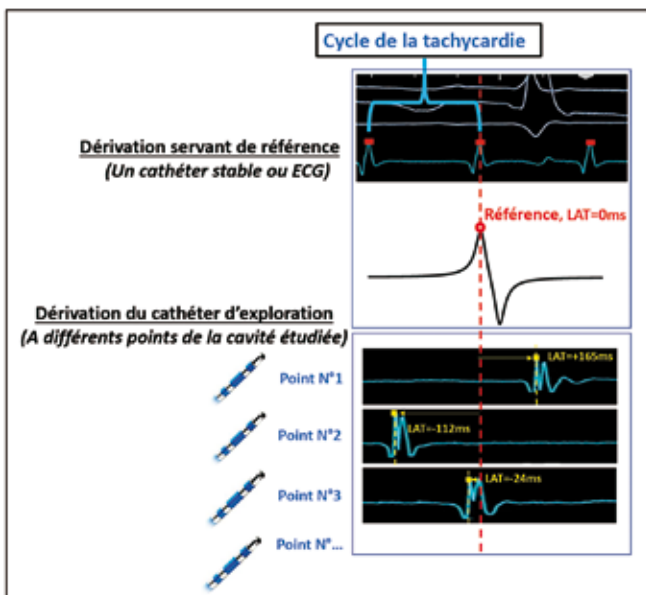 Cycle de la tachycardie
Dérivation servant de référence
(Un cathéter stable ou ECG)
Référence, LAT=0ms
Dérivation du cathéter d'exploration
(A différents points de la cavité étudiée)
LAT=+165ms
Point N°1
LAT=-112ms
Point N°2
LAT=-24ms
Point N°3
Point N°...